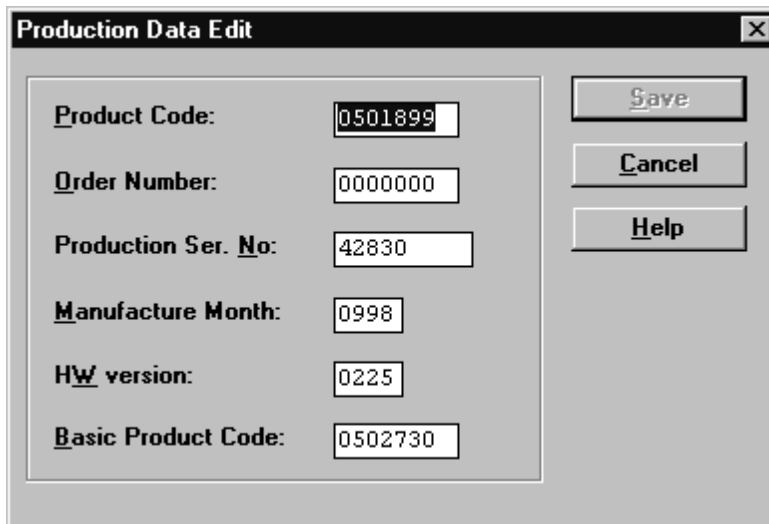 Production Data Edit
Product Code: 0501899
Order Number: 0000000
Production Ser. No: 42830
Manufacture Month: 0998
HW version: 0225
Basic Product Code: 0502730
Save
Cancel
Help